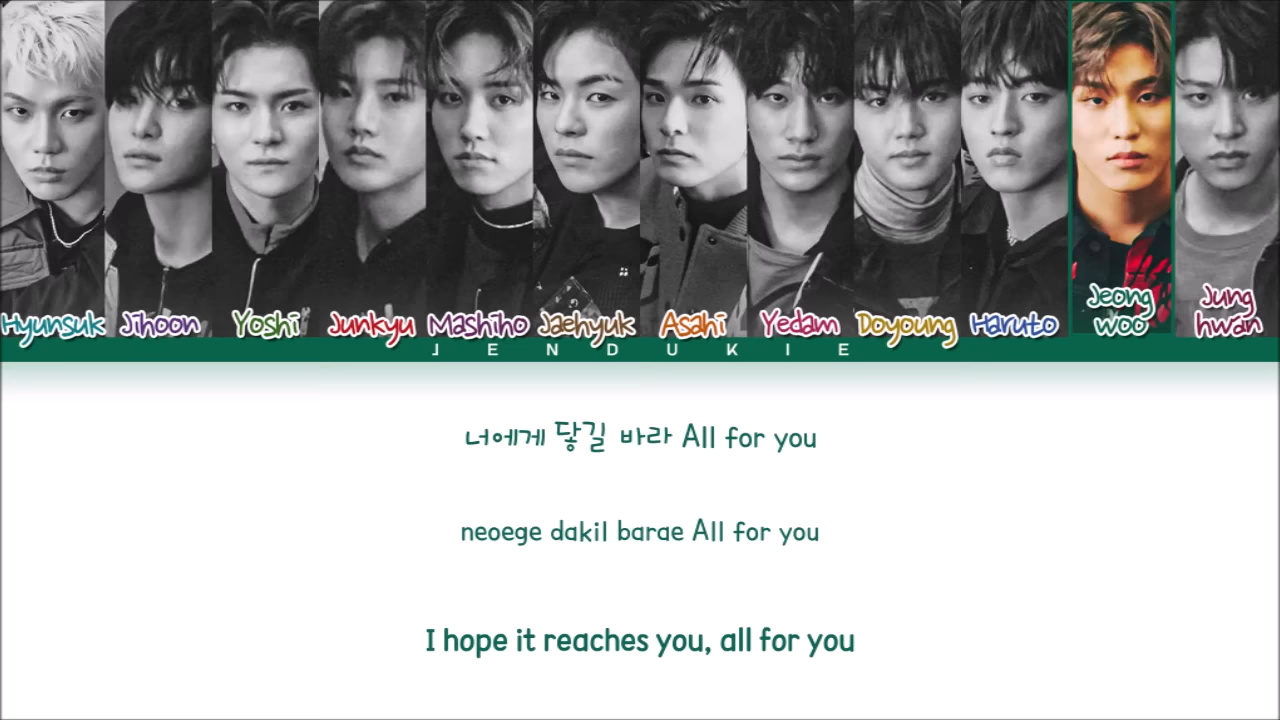 Hyunsuk Jihoon Yoshi Junkyu Mashiho Jaehyuk Asahi Yedam Doyoung Haruto Jeong woo Jung hwan
JENDUKIE
너에게 닿길 바라 All for you
neoege dakil barae All for you
I hope it reaches you, all for you